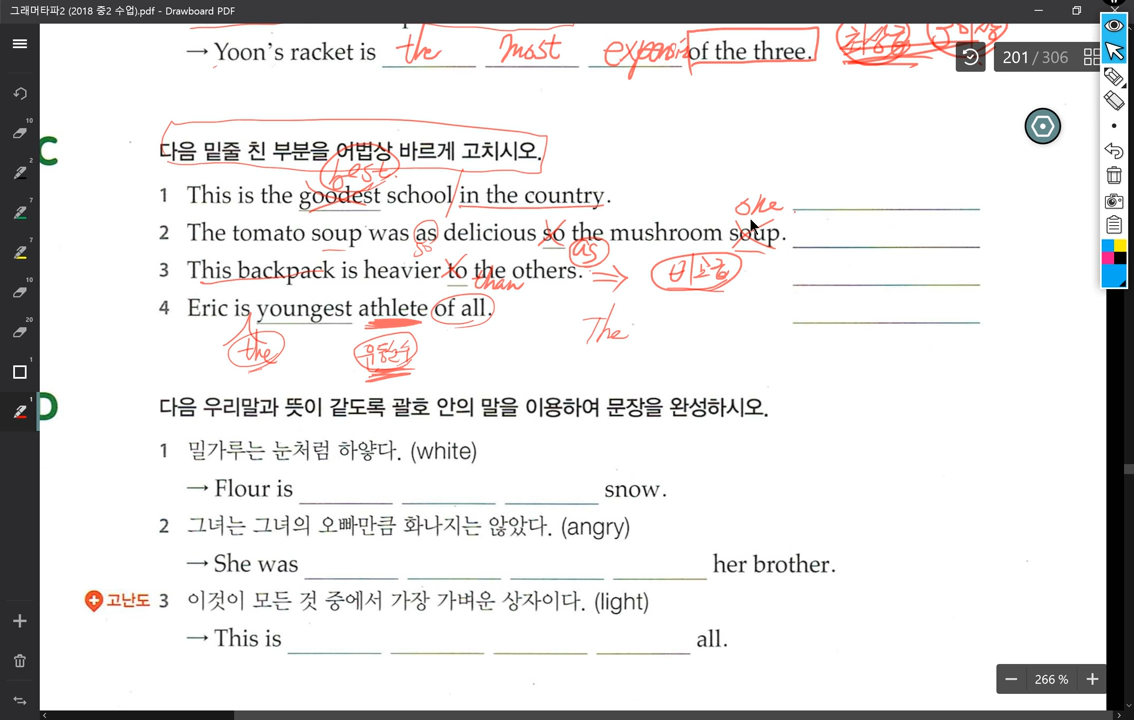 그래머타파2 (2018 중2 수업).pdf - Drawboard PDF
→ Yoon's racket is the most of the three.
201 / 306
C
다음 밑줄 친 부분을 어법상 바르게 고치시오.
best
1 This is the goodest school in the country.
one
2 The tomato soup was as delicious so the mushroom soup.
so as
3 This backpack is heavier to the others. ⇒ 비교급
than
4 Eric is youngest athlete of all.
The
the
D
다음 우리말과 뜻이 같도록 괄호 안의 말을 이용하여 문장을 완성하시오.
1 밀가루는 눈처럼 하얗다. (white)
→ Flour is snow.
2 그녀는 그녀의 오빠만큼 화나지는 않았다. (angry)
→ She was her brother.
고난도 3 이것이 모든 것 중에서 가장 가벼운 상자이다. (light)
→ This is all.
266 %
10
2
2
2
10
20
1
1